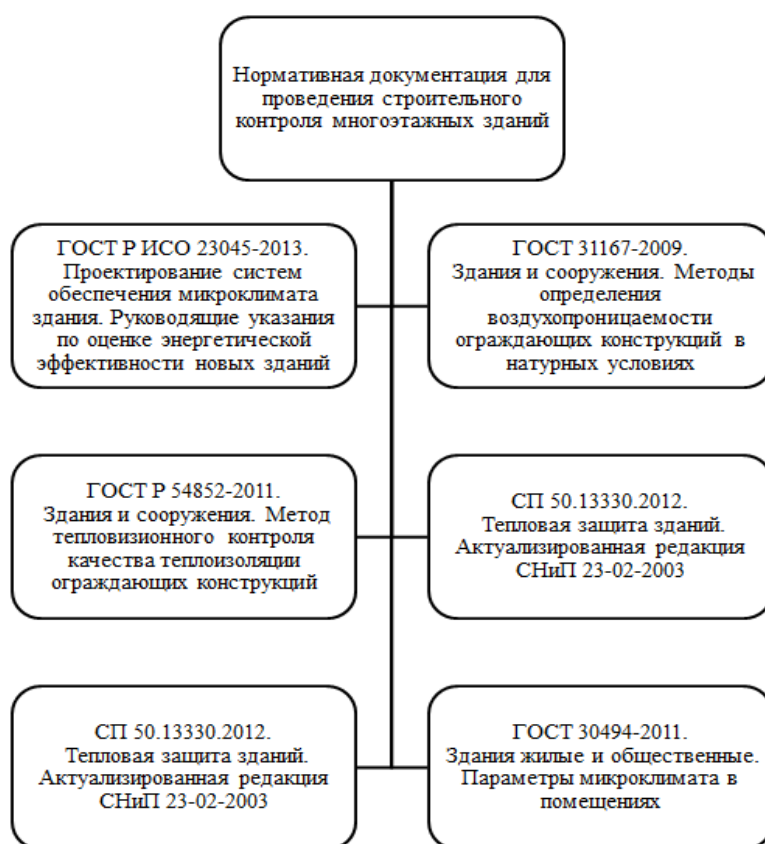 Нормативная документация для
проведения строительного
контроля многоэтажных зданий
ГОСТ Р ИСО 23045-2013.
Проектирование систем
обеспечения микроклимата
здания. Руководящие указания
по оценке энергетической
эффективности новых зданий
ГОСТ 31167-2009.
Здания и сооружения. Методы
определения
воздухопроницаемости
ограждающих конструкций в
натурных условиях
ГОСТ Р 54852-2011.
Здания и сооружения. Метод
тепловизионного контроля
качества теплоизоляции
ограждающих конструкций
СП 50.13330.2012.
Тепловая защита зданий.
Актуализированная редакция
СНиП 23-02-2003
СП 50.13330.2012.
Тепловая защита зданий.
Актуализированная редакция
СНиП 23-02-2003
ГОСТ 30494-2011.
Здания жилые и общественные.
Параметры микроклимата в
помещениях